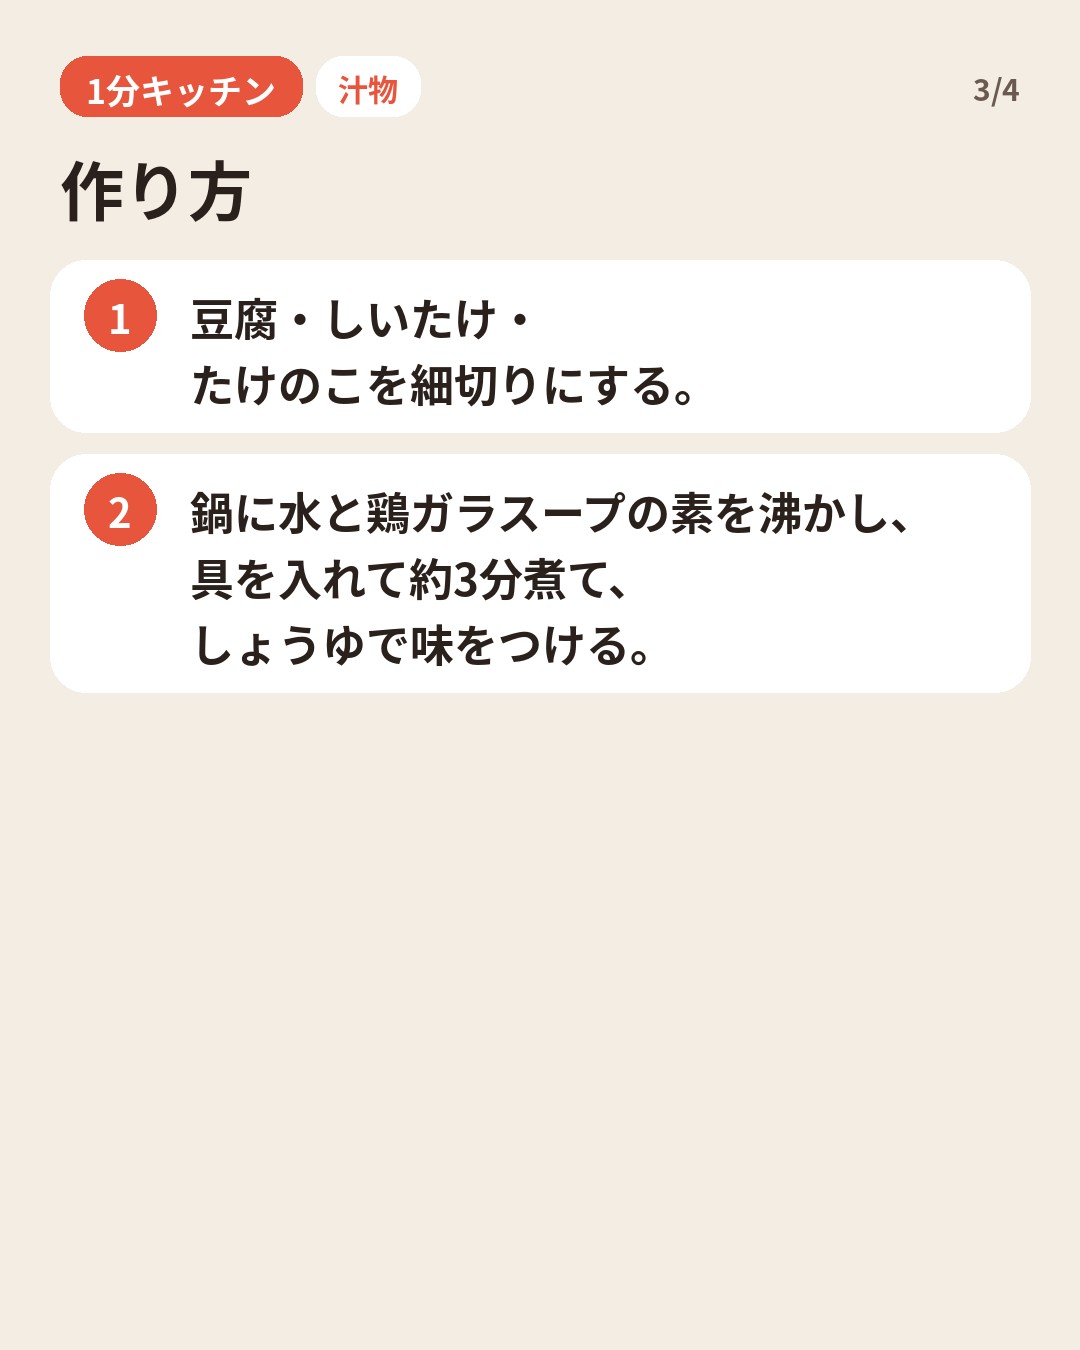 1分キッチン 汁物 3/4
作り方
1 豆腐・しいたけ・
たけのこを細切りにする。
2 鍋に水と鶏ガラスープの素を沸かし、
具を入れて約3分煮て、
しょうゆで味をつける。